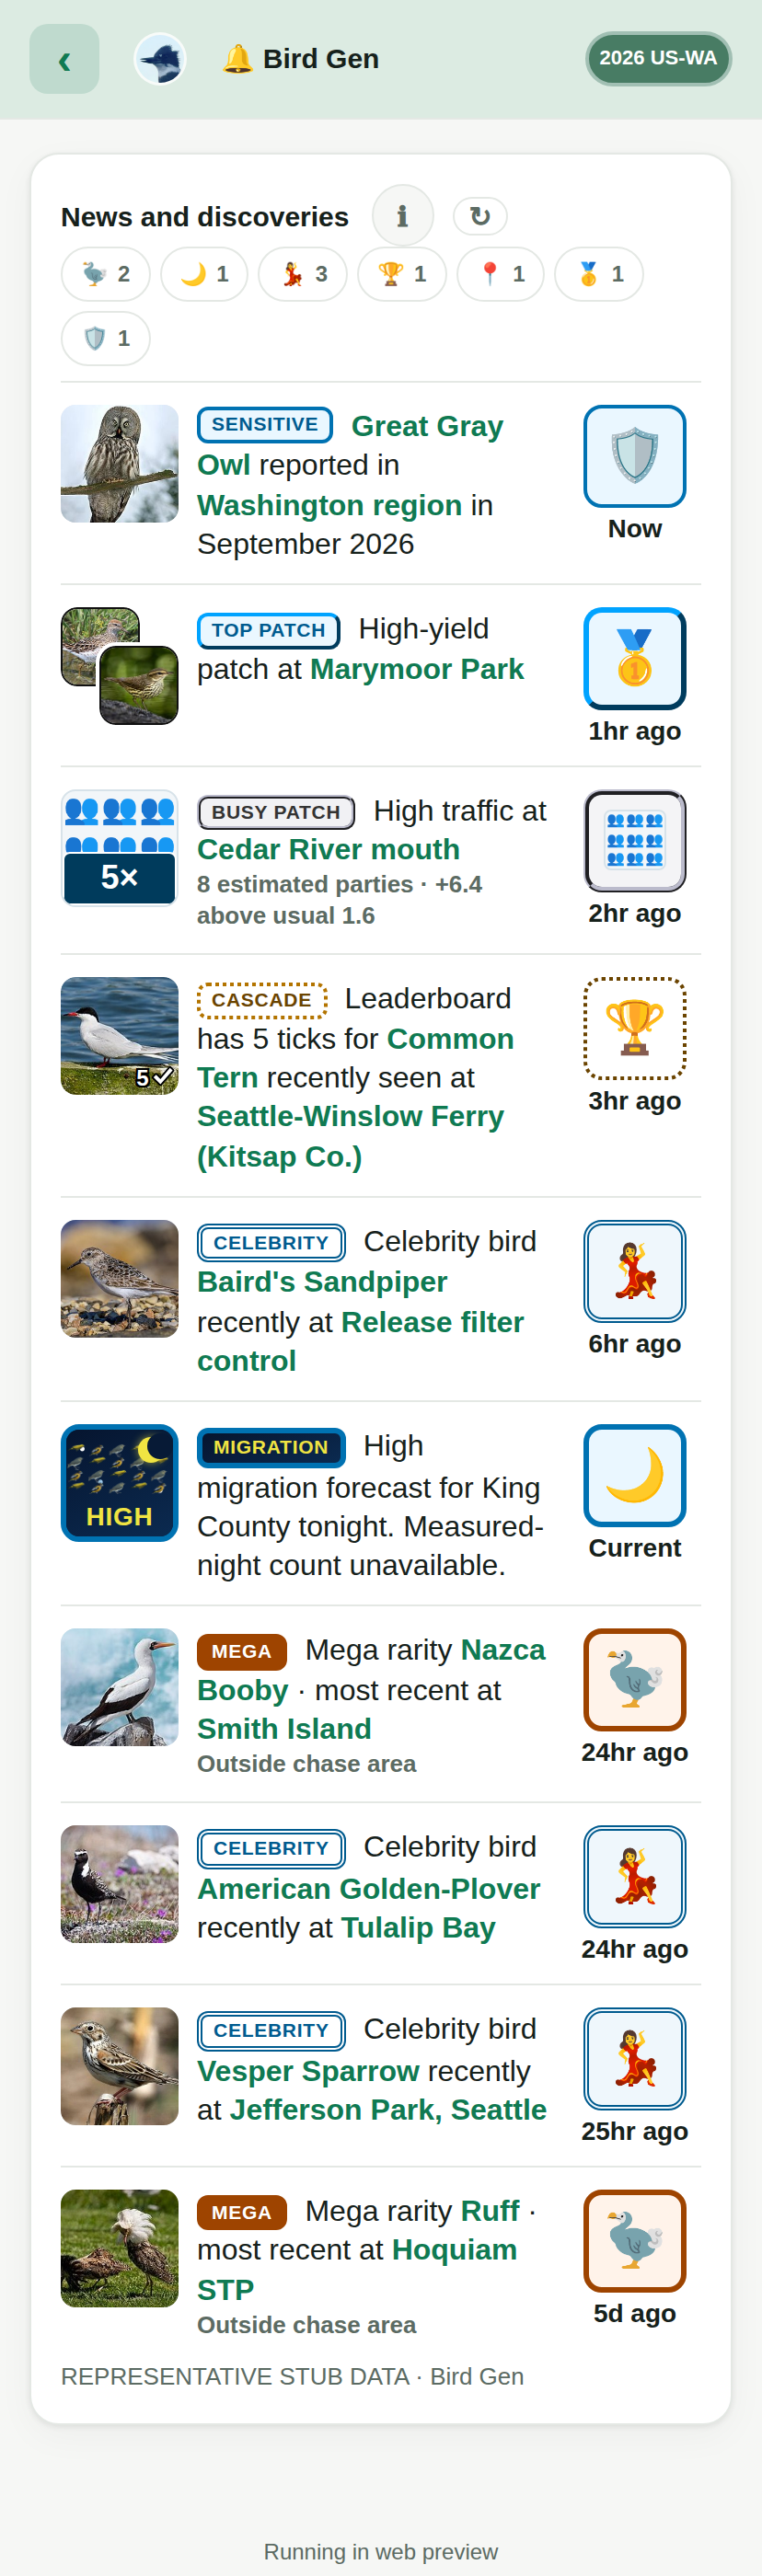 ‹ 🔔 Bird Gen 2026 US-WA
News and discoveries ℹ ↻
🦤 2 🌙 1 💃 3 🏆 1 📍 1 🥇 1
🛡️ 1
SENSITIVE Great Gray
Owl reported in
Washington region in
September 2026
Now
TOP PATCH High-yield
patch at Marymoor Park
1hr ago
5×
BUSY PATCH High traffic at
Cedar River mouth
8 estimated parties · +6.4
above usual 1.6
2hr ago
5✓
CASCADE Leaderboard
has 5 ticks for Common
Tern recently seen at
Seattle-Winslow Ferry
(Kitsap Co.)
3hr ago
CELEBRITY Celebrity bird
Baird's Sandpiper
recently at Release filter
control
6hr ago
HIGH
MIGRATION High
migration forecast for King
County tonight. Measured-
night count unavailable.
Current
MEGA Mega rarity Nazca
Booby · most recent at
Smith Island
Outside chase area
24hr ago
CELEBRITY Celebrity bird
American Golden-Plover
recently at Tulalip Bay
24hr ago
CELEBRITY Celebrity bird
Vesper Sparrow recently
at Jefferson Park, Seattle
25hr ago
MEGA Mega rarity Ruff ·
most recent at Hoquiam
STP
Outside chase area
5d ago
REPRESENTATIVE STUB DATA · Bird Gen
Running in web preview